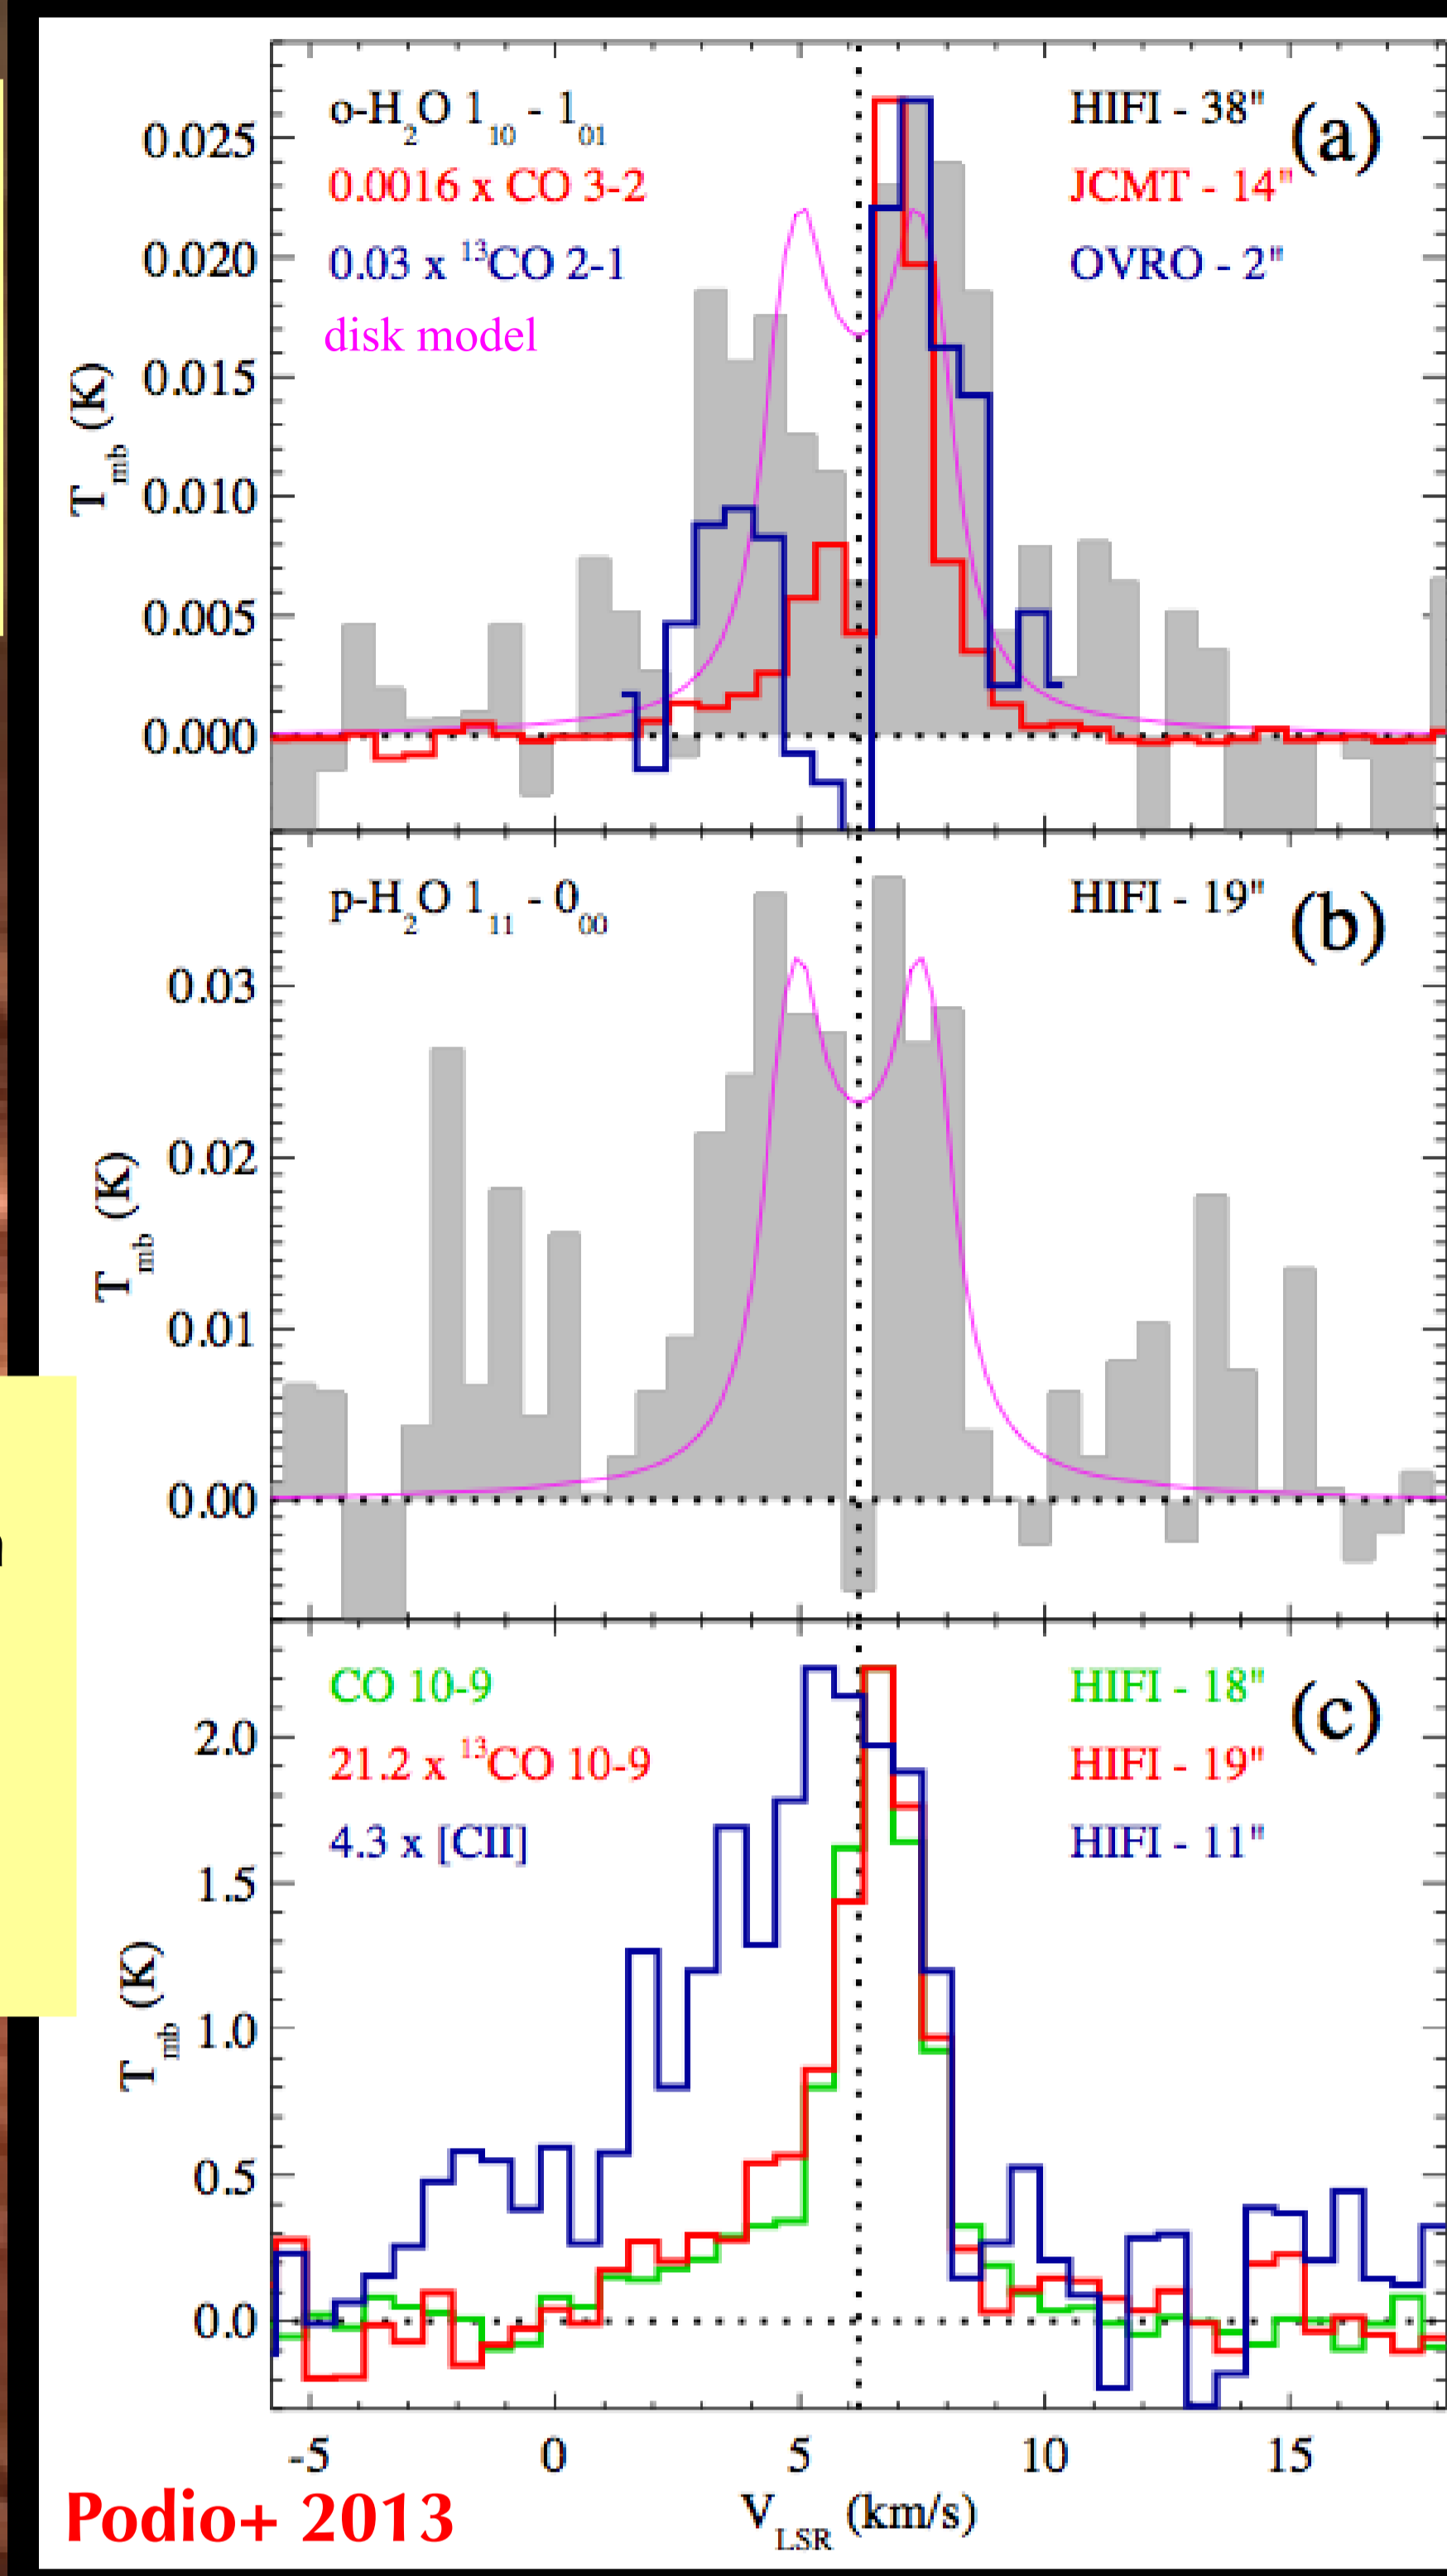 o-H₂O 1₁₀ - 1₀₁ HIFI - 38" (a)
0.0016 x CO 3-2 JCMT - 14"
0.03 x ¹³CO 2-1 OVRO - 2"
disk model
T_mb (K)
0.025
0.020
0.015
0.010
0.005
0.000
p-H₂O 1₁₁ - 0₀₀ HIFI - 19" (b)
T_mb (K)
0.03
0.02
0.01
0.00
CO 10-9 HIFI - 18" (c)
21.2 x ¹³CO 10-9 HIFI - 19"
4.3 x [CII] HIFI - 11"
T_mb (K)
2.0
1.5
1.0
0.5
0.0
-5 0 5 10 15
V_LSR (km/s)
Podio+ 2013